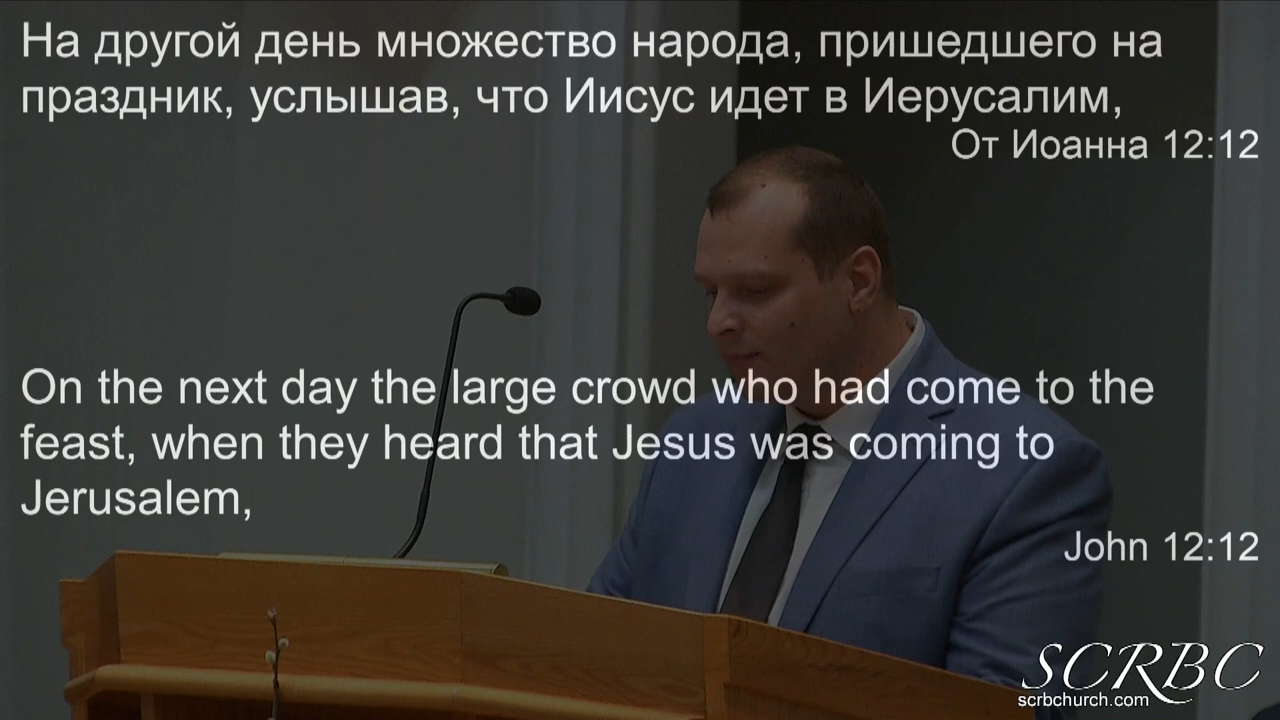 На другой день множество народа, пришедшего на
праздник, услышав, что Иисус идет в Иерусалим,
От Иоанна 12:12
On the next day the large crowd who had come to the
feast, when they heard that Jesus was coming to
Jerusalem,
John 12:12
SCRBC
scrbchurch.com